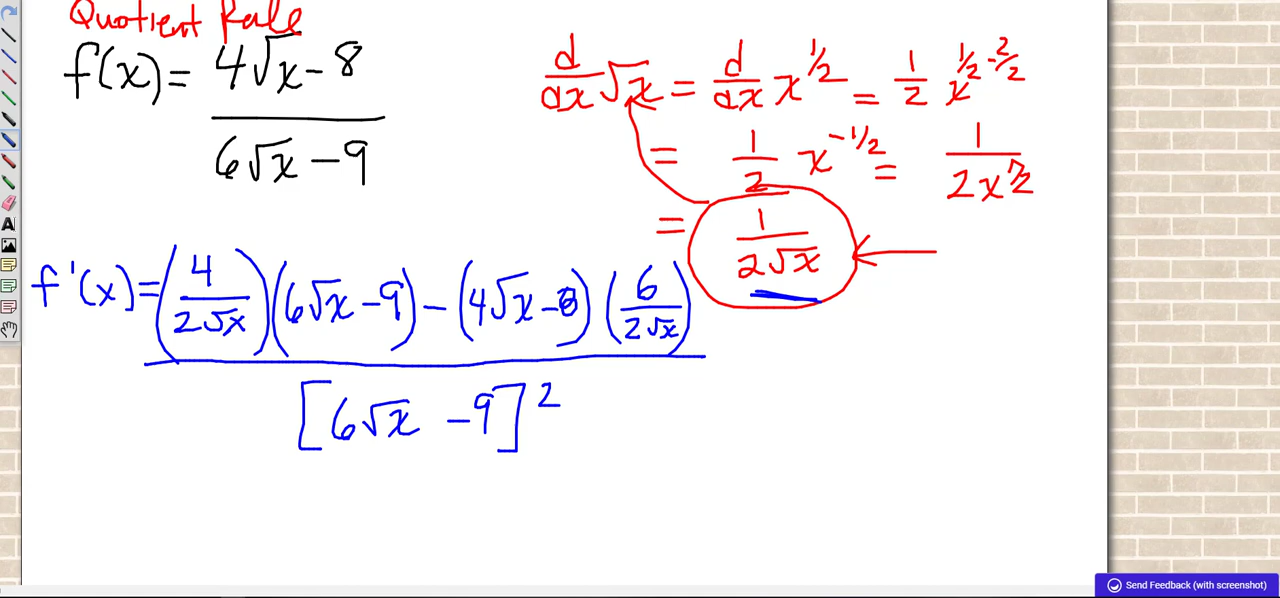 Quotient Rule
f(x) = (4√x - 8) / (6√x - 9)
d/dx √x = d/dx x^(1/2) = 1/2 x^(1/2 - 2/2)
= 1/2 x^(-1/2) = 1 / (2x^(1/2))
= 1 / (2√x)
f'(x) = ((4 / (2√x))(6√x - 9) - (4√x - 8)(6 / (2√x))) / [6√x - 9]^2
A
Send Feedback (with screenshot)